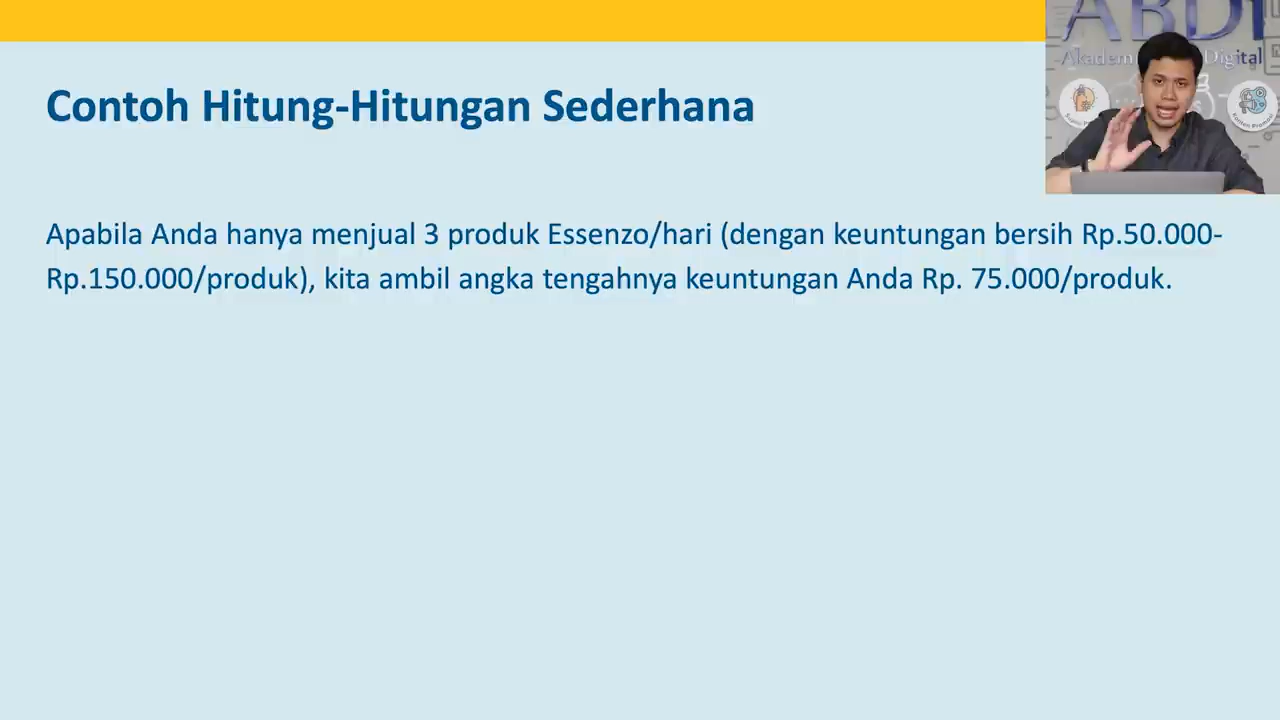 ABDI
Digital
Contoh Hitung-Hitungan Sederhana
Apabila Anda hanya menjual 3 produk Essenzo/hari (dengan keuntungan bersih Rp.50.000-
Rp.150.000/produk), kita ambil angka tengahnya keuntungan Anda Rp. 75.000/produk.